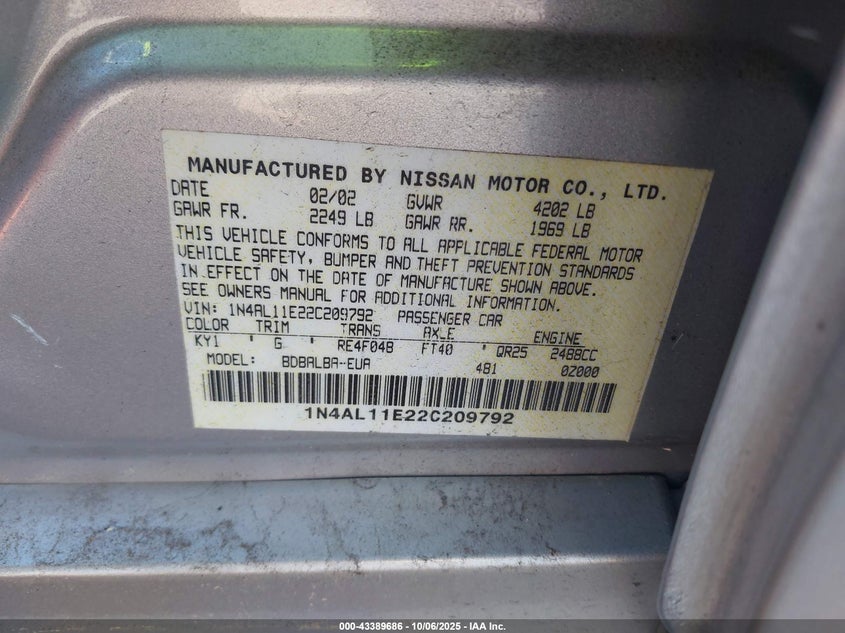 MANUFACTURED BY NISSAN MOTOR CO., LTD.
DATE 02/02 GVWR 4202 LB
GAWR FR. 2249 LB GAWR RR. 1969 LB
THIS VEHICLE CONFORMS TO ALL APPLICABLE FEDERAL MOTOR
VEHICLE SAFETY, BUMPER AND THEFT PREVENTION STANDARDS
IN EFFECT ON THE DATE OF MANUFACTURE SHOWN ABOVE.
SEE OWNERS MANUAL FOR ADDITIONAL INFORMATION.
VIN: 1N4AL11E22C209792 PASSENGER CAR
COLOR TRIM TRANS AXLE ENGINE
KY1 ' G ' RE4F04B FT40 ' QR25 2488CC
MODEL: BDBALBA-EUA 481 0Z000
1N4AL11E22C209792
000-43389686 - 10/06/2025 - IAA Inc.